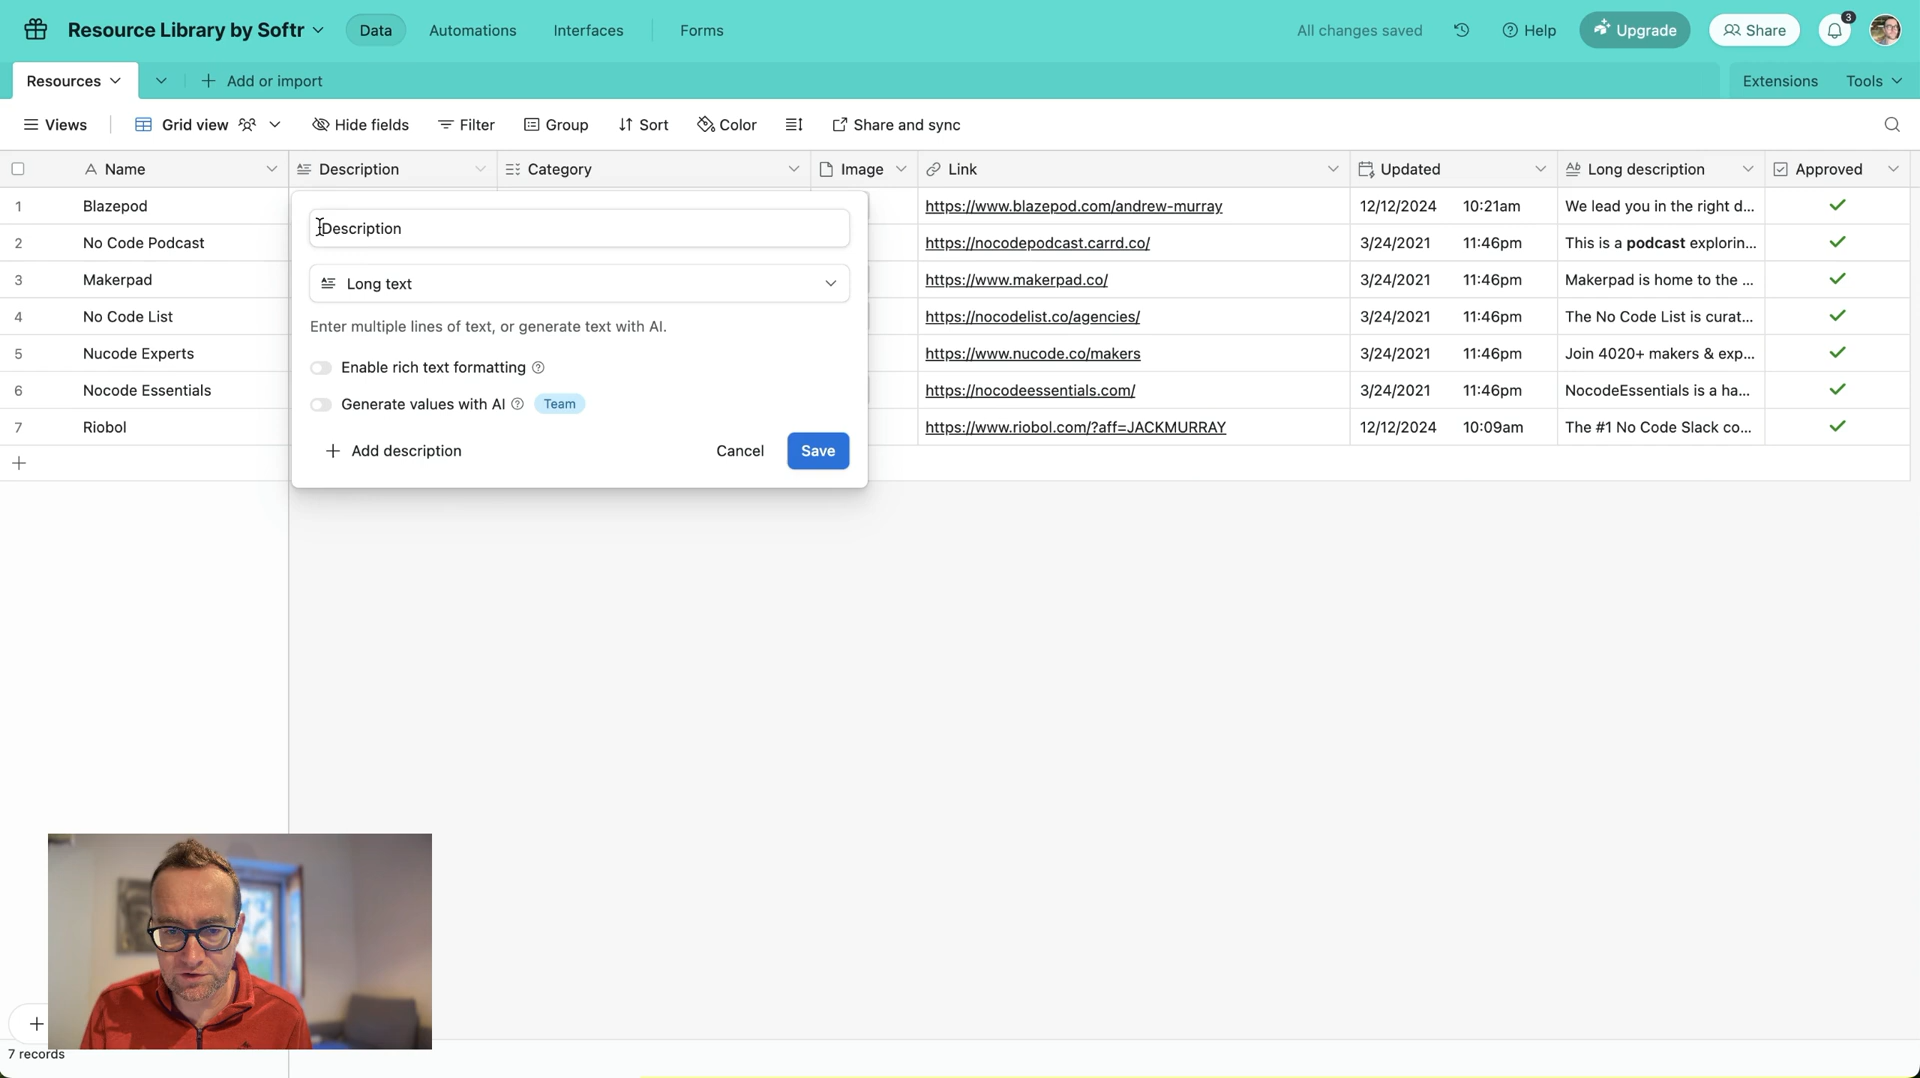 Resource Library by Softr
Data
Automations
Interfaces
Forms
All changes saved
Help
Upgrade
Share
3
Resources
Add or import
Extensions
Tools
Views
Grid view
Hide fields
Filter
Group
Sort
Color
Share and sync
Name
Description
Category
Image
Link
Updated
Long description
Approved
1 Blazepod https://www.blazepod.com/andrew-murray 12/12/2024 10:21am We lead you in the right d...
2 No Code Podcast https://nocodepodcast.carrd.co/ 3/24/2021 11:46pm This is a podcast explorin...
3 Makerpad https://www.makerpad.co/ 3/24/2021 11:46pm Makerpad is home to the ...
4 No Code List https://nocodelist.co/agencies/ 3/24/2021 11:46pm The No Code List is curat...
5 Nucode Experts https://www.nucode.co/makers 3/24/2021 11:46pm Join 4020+ makers & exp...
6 Nocode Essentials https://nocodeessentials.com/ 3/24/2021 11:46pm NocodeEssentials is a ha...
7 Riobol https://www.riobol.com/?aff=JACKMURRAY 12/12/2024 10:09am The #1 No Code Slack co...
Description
Long text
Enter multiple lines of text, or generate text with AI.
Enable rich text formatting
Generate values with AI Team
Add description
Cancel
Save
7 records